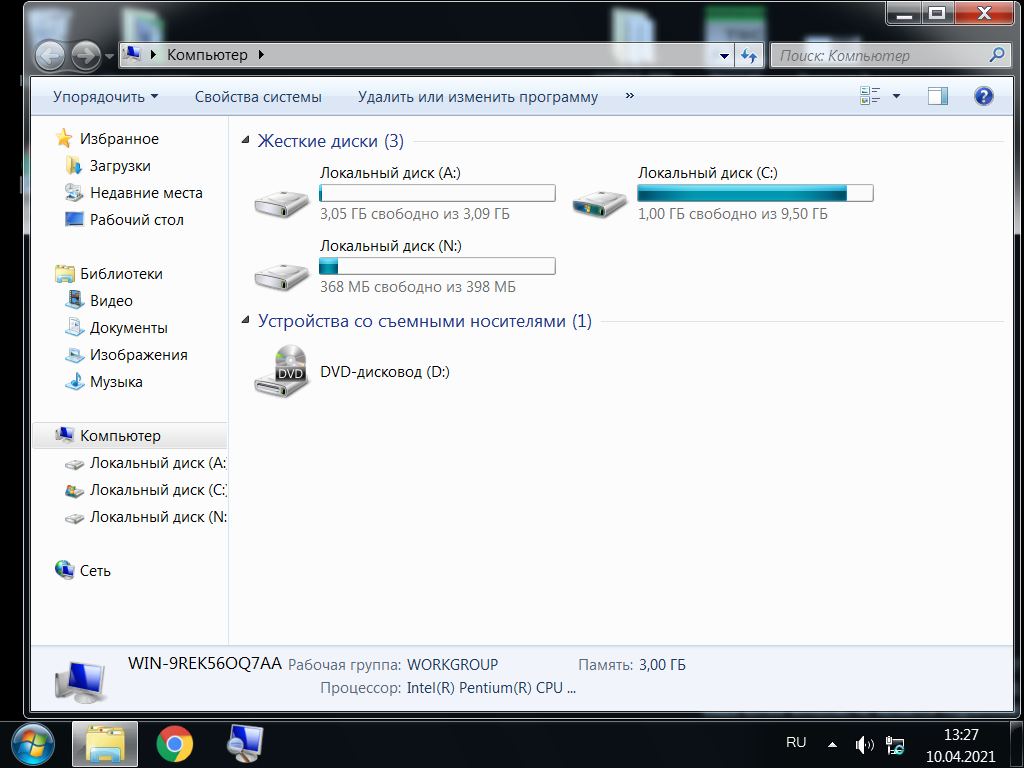 Компьютер
Поиск: Компьютер
Упорядочить Свойства системы Удалить или изменить программу »
Избранное
Загрузки
Недавние места
Рабочий стол
Библиотеки
Видео
Документы
Изображения
Музыка
Компьютер
Локальный диск (A:
Локальный диск (C:
Локальный диск (N:
Сеть
Жесткие диски (3)
Локальный диск (A:)
3,05 ГБ свободно из 3,09 ГБ
Локальный диск (C:)
1,00 ГБ свободно из 9,50 ГБ
Локальный диск (N:)
368 МБ свободно из 398 МБ
Устройства со съемными носителями (1)
DVD
DVD-дисковод (D:)
WIN-9REK56OQ7AA Рабочая группа: WORKGROUP Память: 3,00 ГБ
Процессор: Intel(R) Pentium(R) CPU ...
RU
13:27
10.04.2021